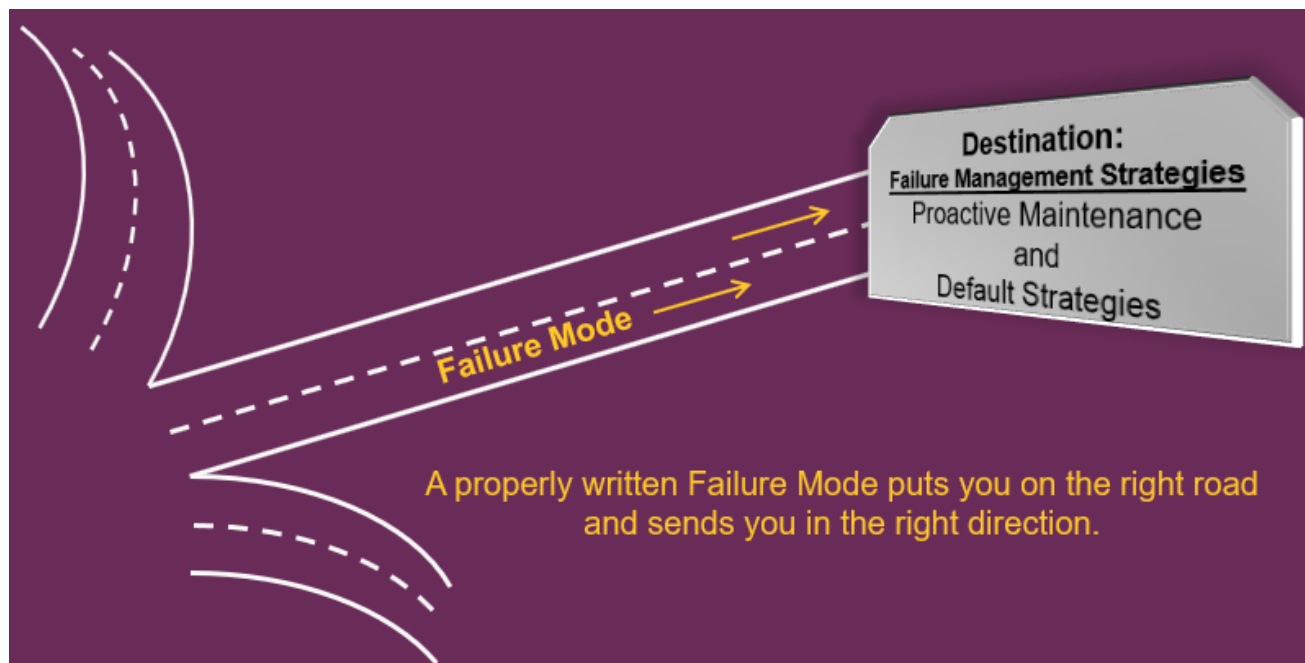 Destination:
Failure Management Strategies
Proactive Maintenance
and
Default Strategies
Failure Mode
A properly written Failure Mode puts you on the right road
and sends you in the right direction.